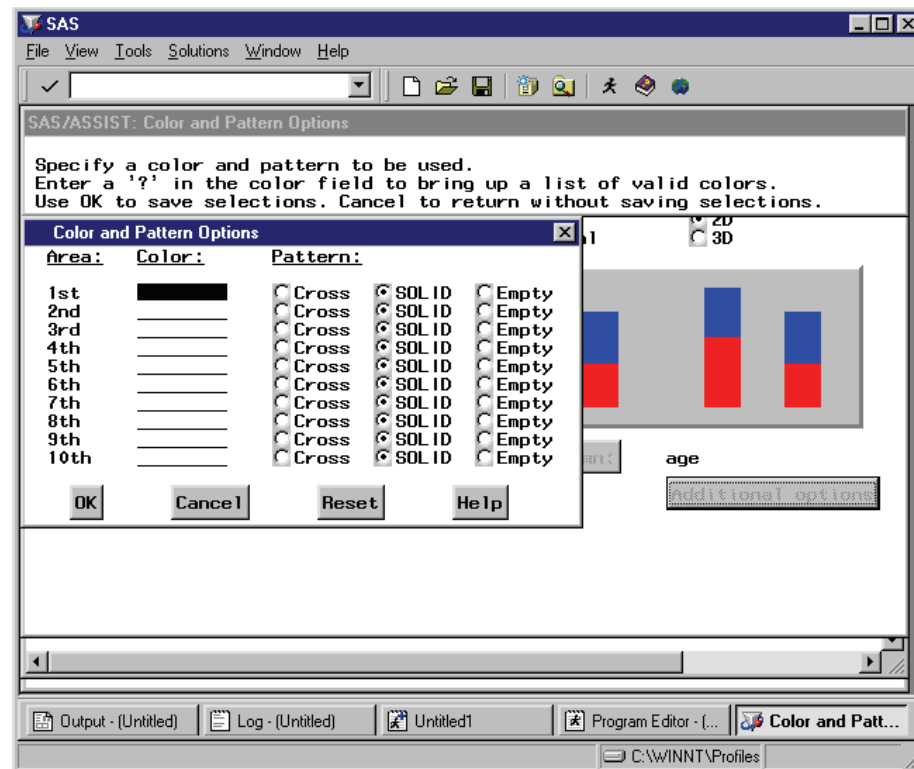 SAS
File View Tools Solutions Window Help
SAS/ASSIST: Color and Pattern Options
Specify a color and pattern to be used.
Enter a '?' in the color field to bring up a list of valid colors.
Use OK to save selections. Cancel to return without saving selections.
Color and Pattern Options
2D
3D
Area: Color: Pattern:
1st Cross SOLID Empty
2nd Cross SOLID Empty
3rd Cross SOLID Empty
4th Cross SOLID Empty
5th Cross SOLID Empty
6th Cross SOLID Empty
7th Cross SOLID Empty
8th Cross SOLID Empty
9th Cross SOLID Empty
10th Cross SOLID Empty
age
OK Cancel Reset Help
Additional options
Output - (Untitled) Log - (Untitled) Untitled1 Program Editor - (... Color and Patt...
C:\WINNT\Profiles